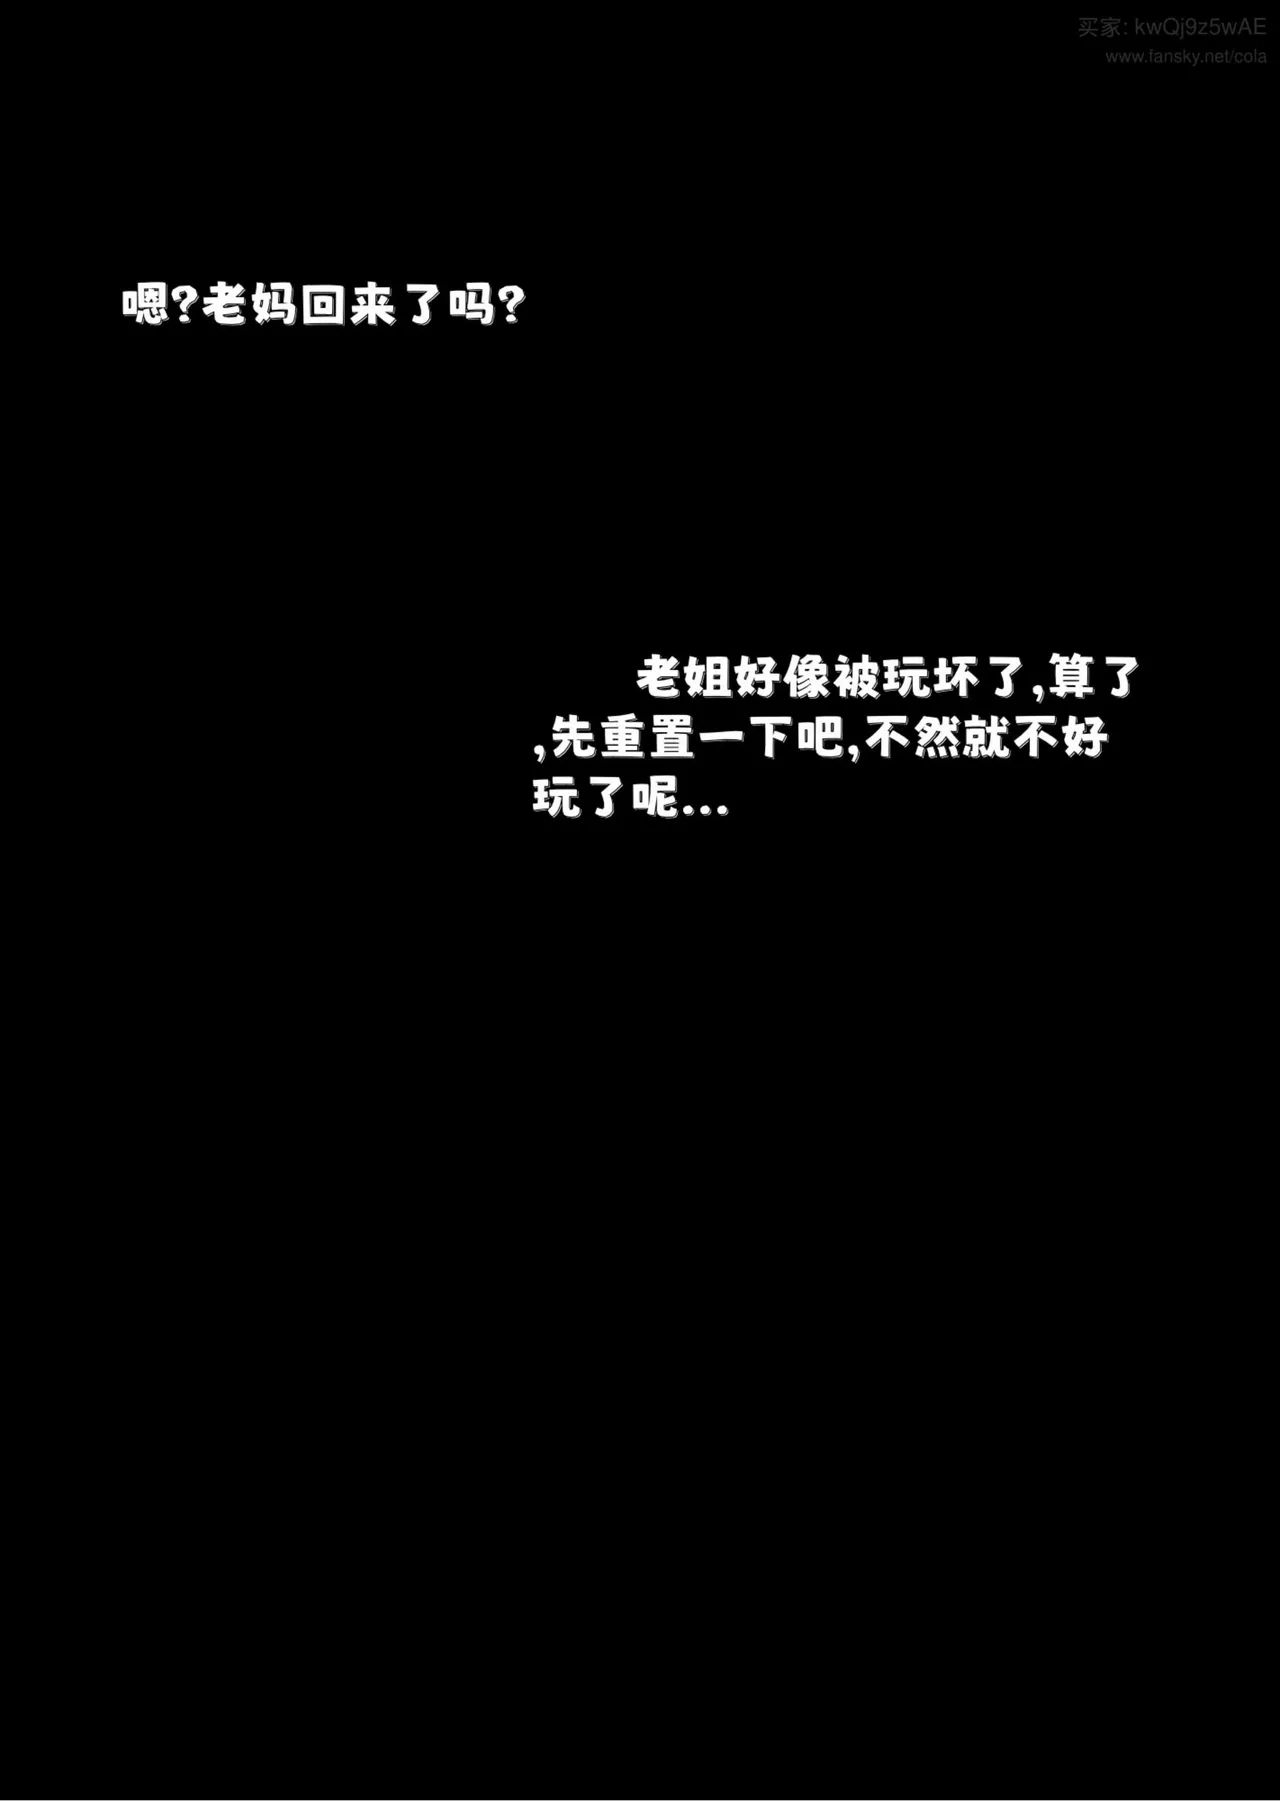 买家: kwQj9z5wAE
www.fansky.net/cola
嗯?老妈回来了吗?
老姐好像被玩坏了,算了
,先重置一下吧,不然就不好
玩了呢...